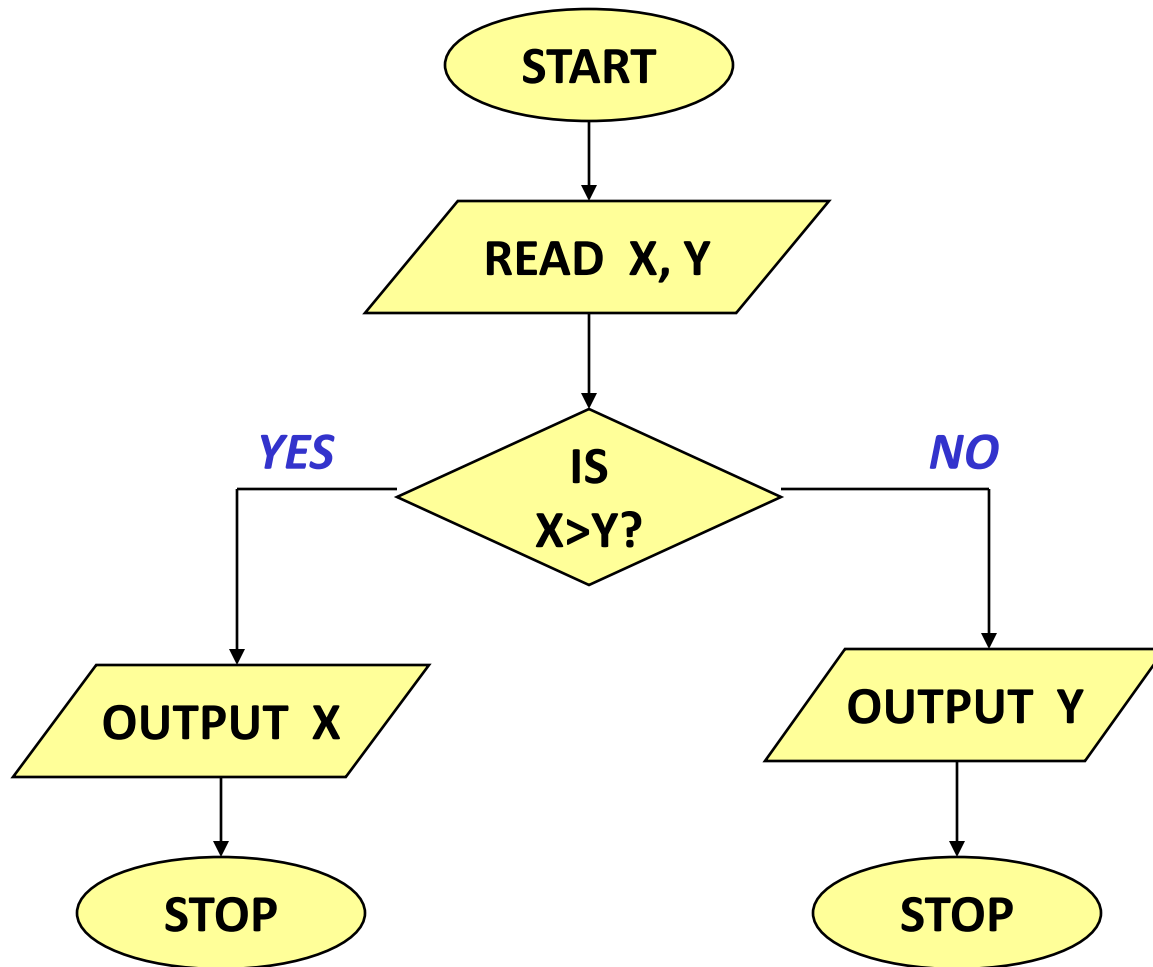 START
READ X, Y
IS
X>Y?
YES
NO
OUTPUT X
OUTPUT Y
STOP
STOP